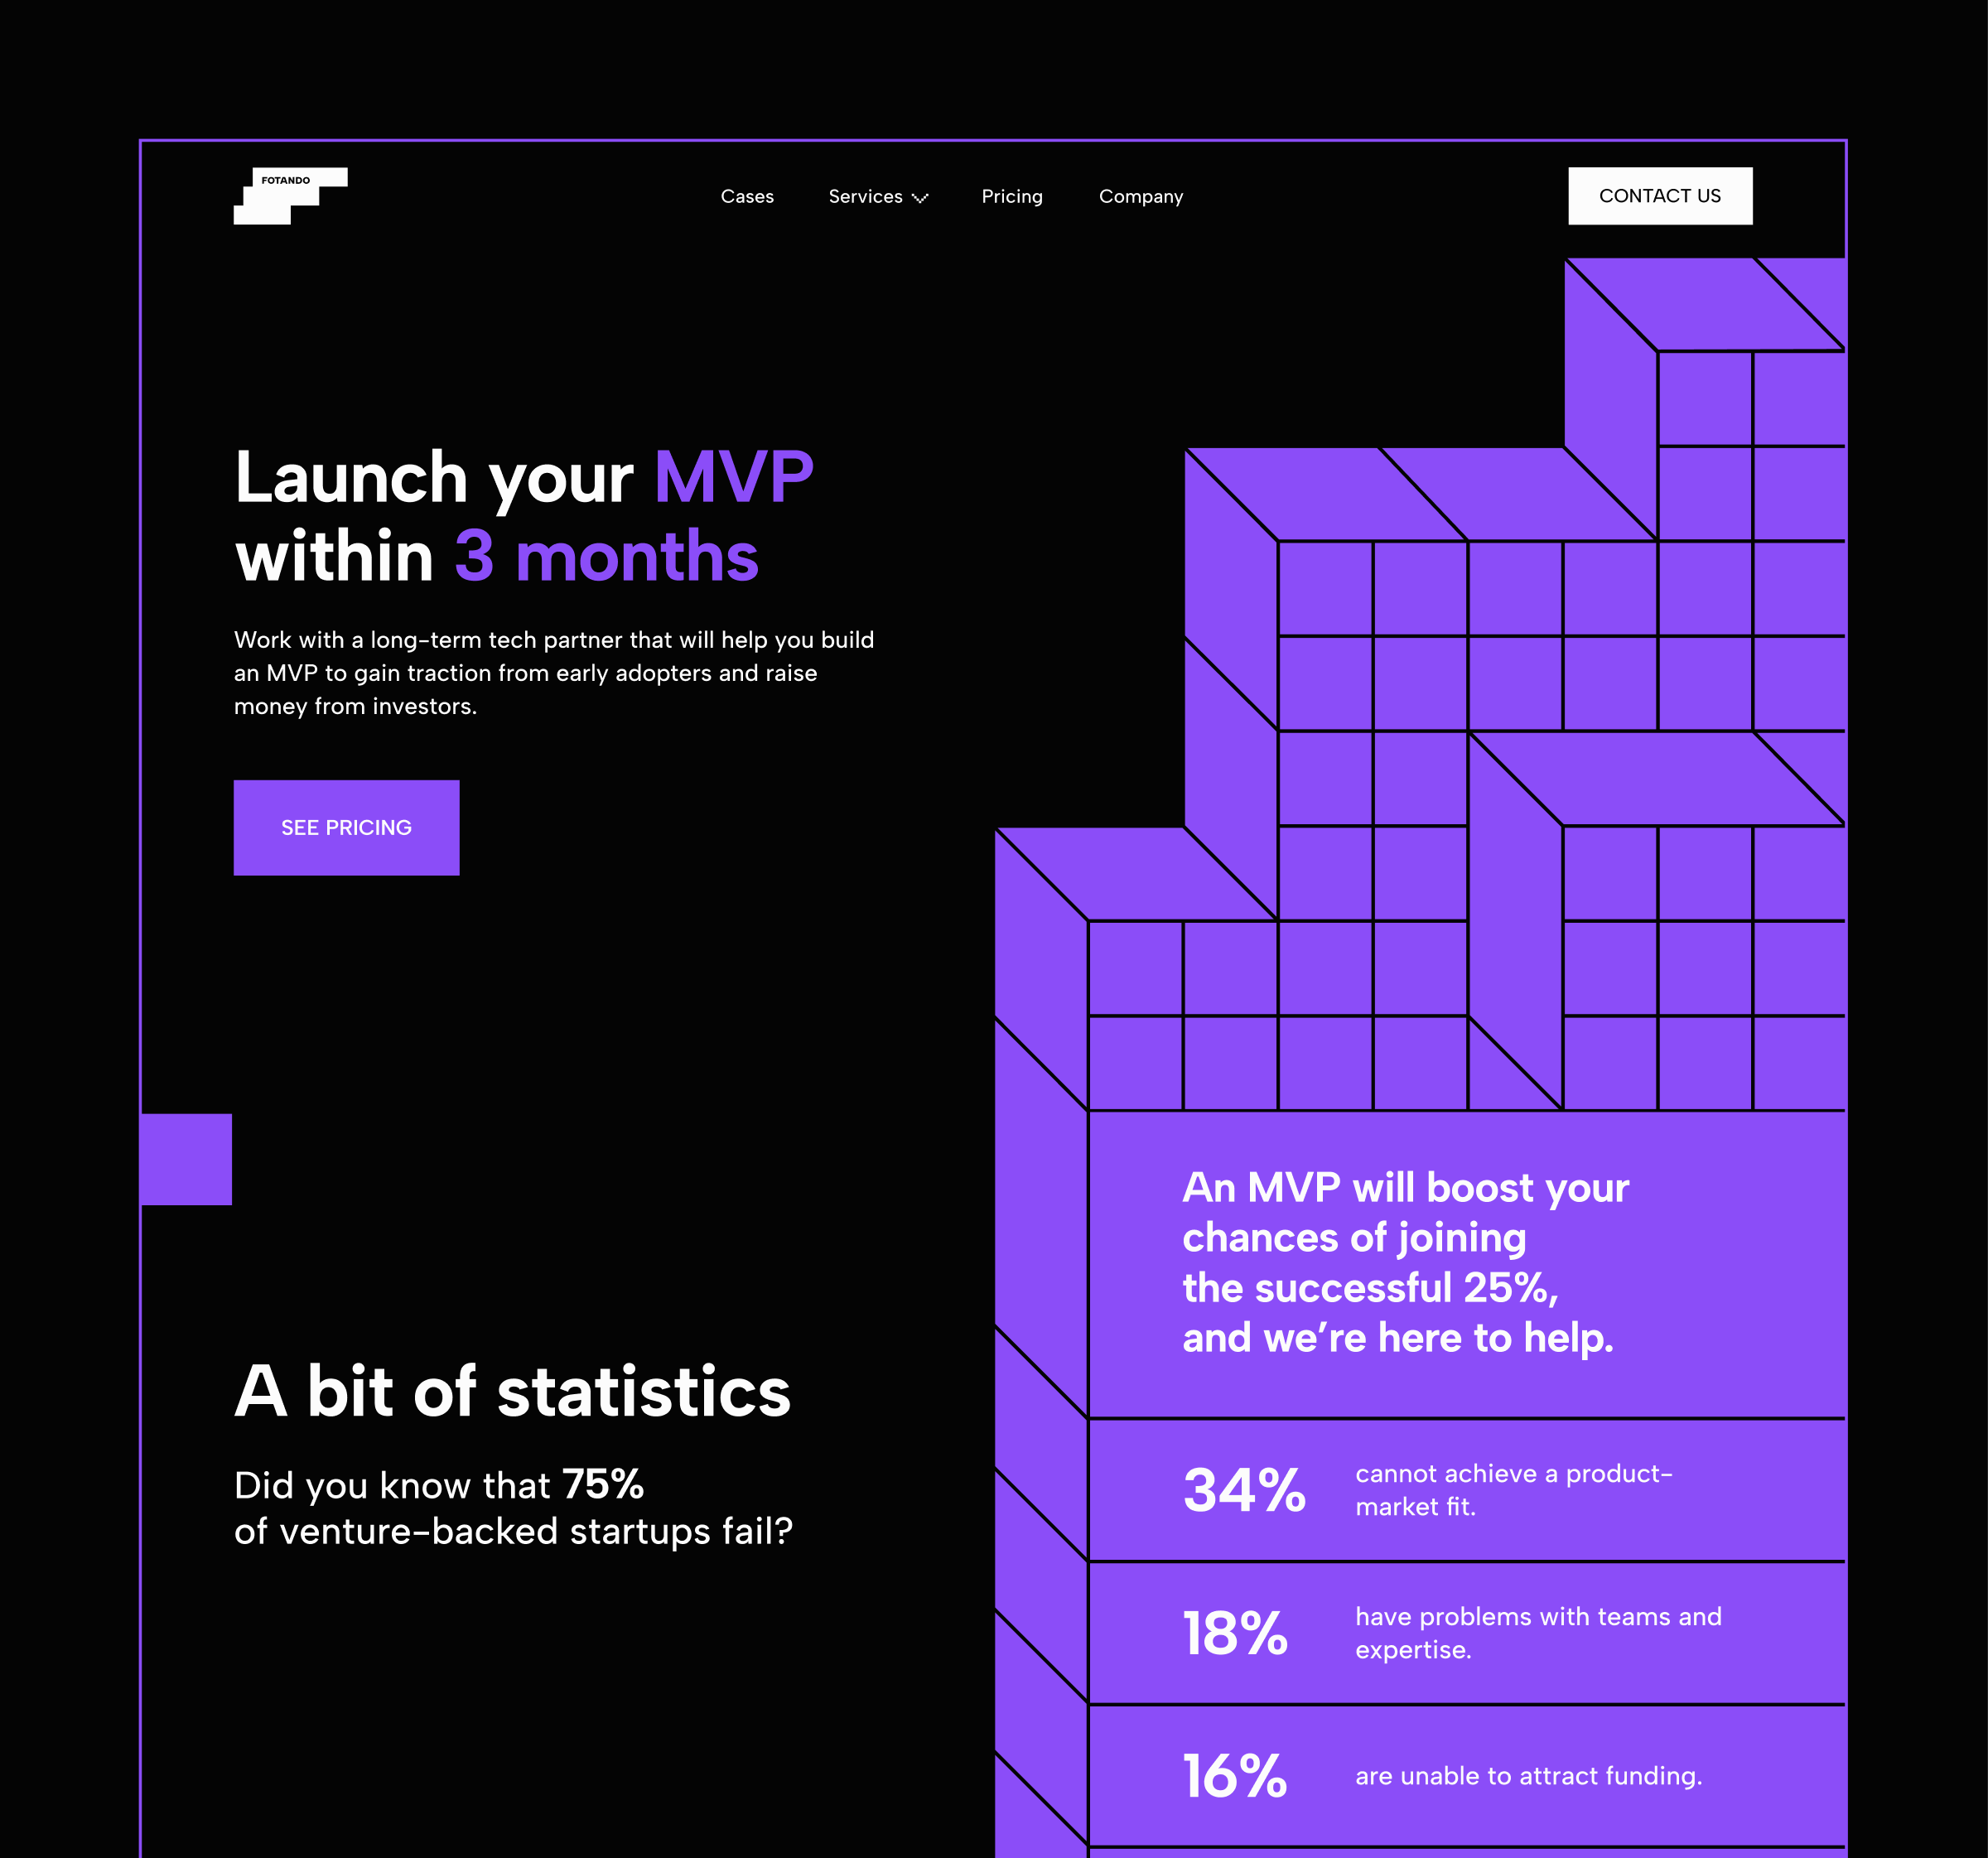 FOTANDO
Cases
Services
Pricing
Company
CONTACT US
Launch your MVP
within 3 months
Work with a long-term tech partner that will help you build
an MVP to gain traction from early adopters and raise
money from investors.
SEE PRICING
An MVP will boost your
chances of joining
the successful 25%,
and we’re here to help.
A bit of statistics
Did you know that 75%
of venture-backed startups fail?
34%
cannot achieve a product-
market fit.
18%
have problems with teams and
expertise.
16%
are unable to attract funding.